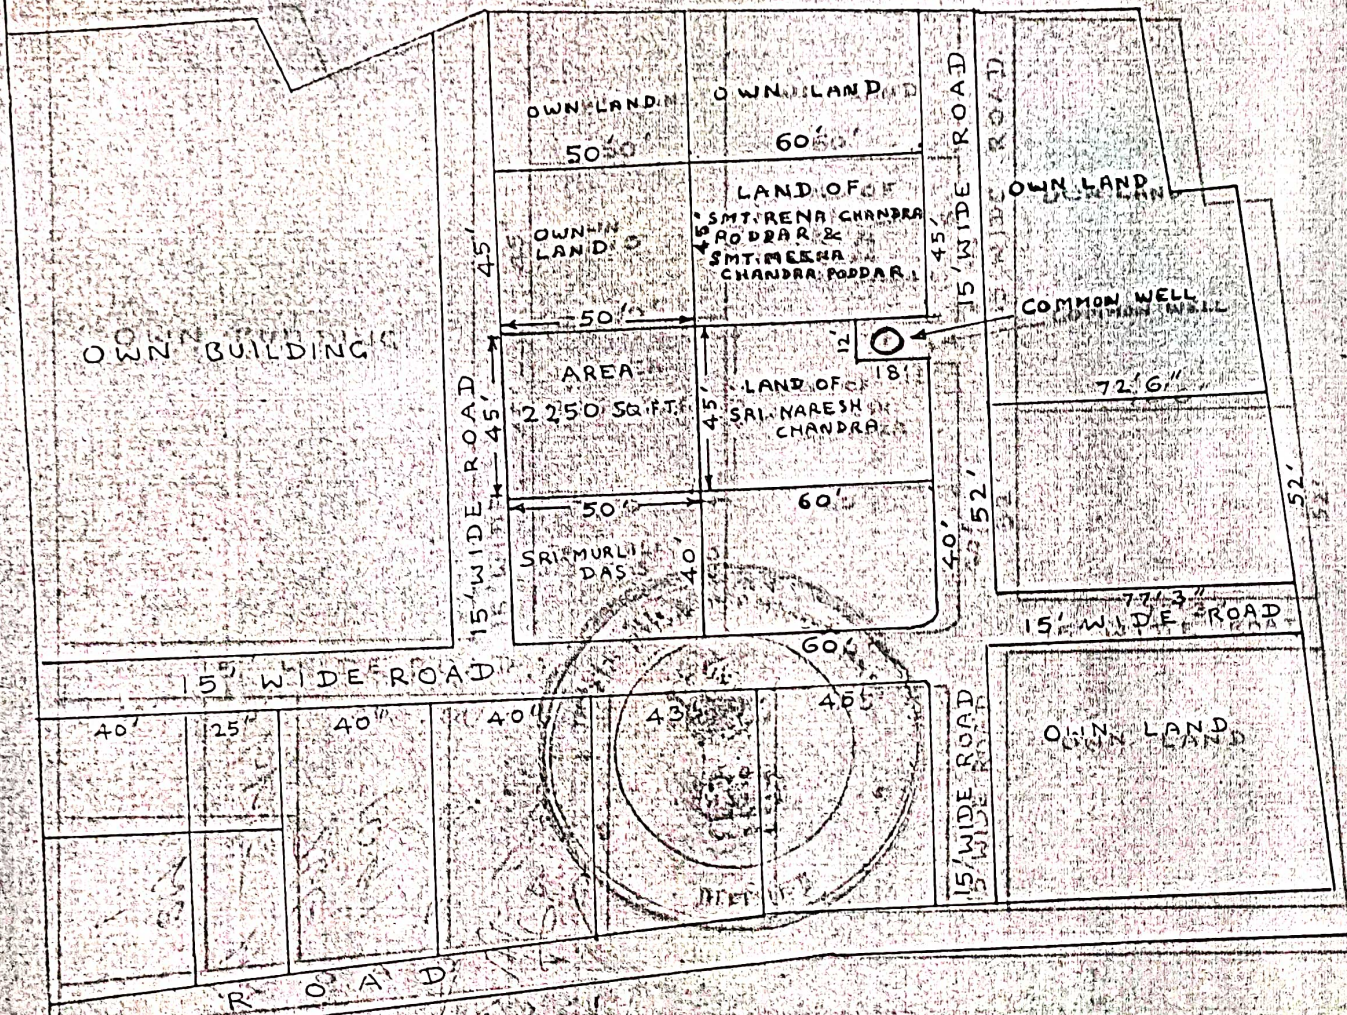 OWN LAND
50'
OWN LAND
60'
15' WIDE ROAD
OWN LAND
45'
OWN
LAND
LAND OF
SMT. RENA CHANDRA
PODDAR &
SMT. MEENA
CHANDRA PODDAR
45'
45'
COMMON WELL
50'
12'
18'
OWN BUILDING
AREA
2250 SQ.FT.
45'
45'
LAND OF
SRI. NARESH
CHANDRA
72' 6"
15' WIDE ROAD
50'
60'
52'
52'
SRI. MURLI
DAS
40'
40'
77' 3"
15' WIDE ROAD
60'
15' WIDE ROAD
40'
25'
40"
40'
43'
15' WIDE ROAD
OWN LAND
ROAD